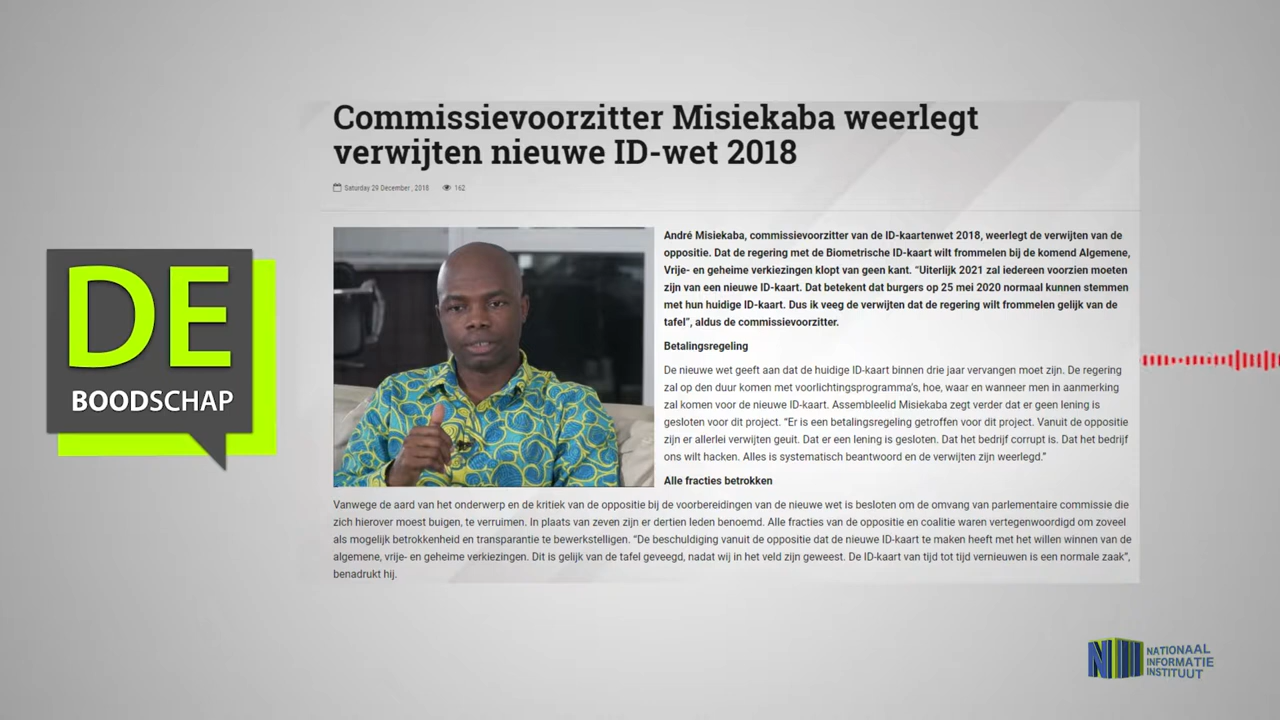 Commissievoorzitter Misiekaba weerlegt
verwijten nieuwe ID-wet 2018
Saturday 29 December , 2018 162
DE
BOODSCHAP
André Misiekaba, commissievoorzitter van de ID-kaartenwet 2018, weerlegt de verwijten van de
oppositie. Dat de regering met de Biometrische ID-kaart wilt frommelen bij de komend Algemene,
Vrije- en geheime verkiezingen klopt van geen kant. “Uiterlijk 2021 zal iedereen voorzien moeten
zijn van een nieuwe ID-kaart. Dat betekent dat burgers op 25 mei 2020 normaal kunnen stemmen
met hun huidige ID-kaart. Dus ik veeg de verwijten dat de regering wilt frommelen gelijk van de
tafel”, aldus de commissievoorzitter.
Betalingsregeling
De nieuwe wet geeft aan dat de huidige ID-kaart binnen drie jaar vervangen moet zijn. De regering
zal op den duur komen met voorlichtingsprogramma’s, hoe, waar en wanneer men in aanmerking
zal komen voor de nieuwe ID-kaart. Assembleelid Misiekaba zegt verder dat er geen lening is
gesloten voor dit project. “Er is een betalingsregeling getroffen voor dit project. Vanuit de oppositie
zijn er allerlei verwijten geuit. Dat er een lening is gesloten. Dat het bedrijf corrupt is. Dat het bedrijf
ons wilt hacken. Alles is systematisch beantwoord en de verwijten zijn weerlegd.”
Alle fracties betrokken
Vanwege de aard van het onderwerp en de kritiek van de oppositie bij de voorbereidingen van de nieuwe wet is besloten om de omvang van parlementaire commissie die
zich hierover moest buigen, te verruimen. In plaats van zeven zijn er dertien leden benoemd. Alle fracties van de oppositie en coalitie waren vertegenwoordigd om zoveel
als mogelijk betrokkenheid en transparantie te bewerkstelligen. “De beschuldiging vanuit de oppositie dat de nieuwe ID-kaart te maken heeft met het willen winnen van de
algemene, vrije- en geheime verkiezingen. Dit is gelijk van de tafel geveegd, nadat wij in het veld zijn geweest. De ID-kaart van tijd tot tijd vernieuwen is een normale zaak”,
benadrukt hij.
NII NATIONAAL
INFORMATIE
INSTITUUT